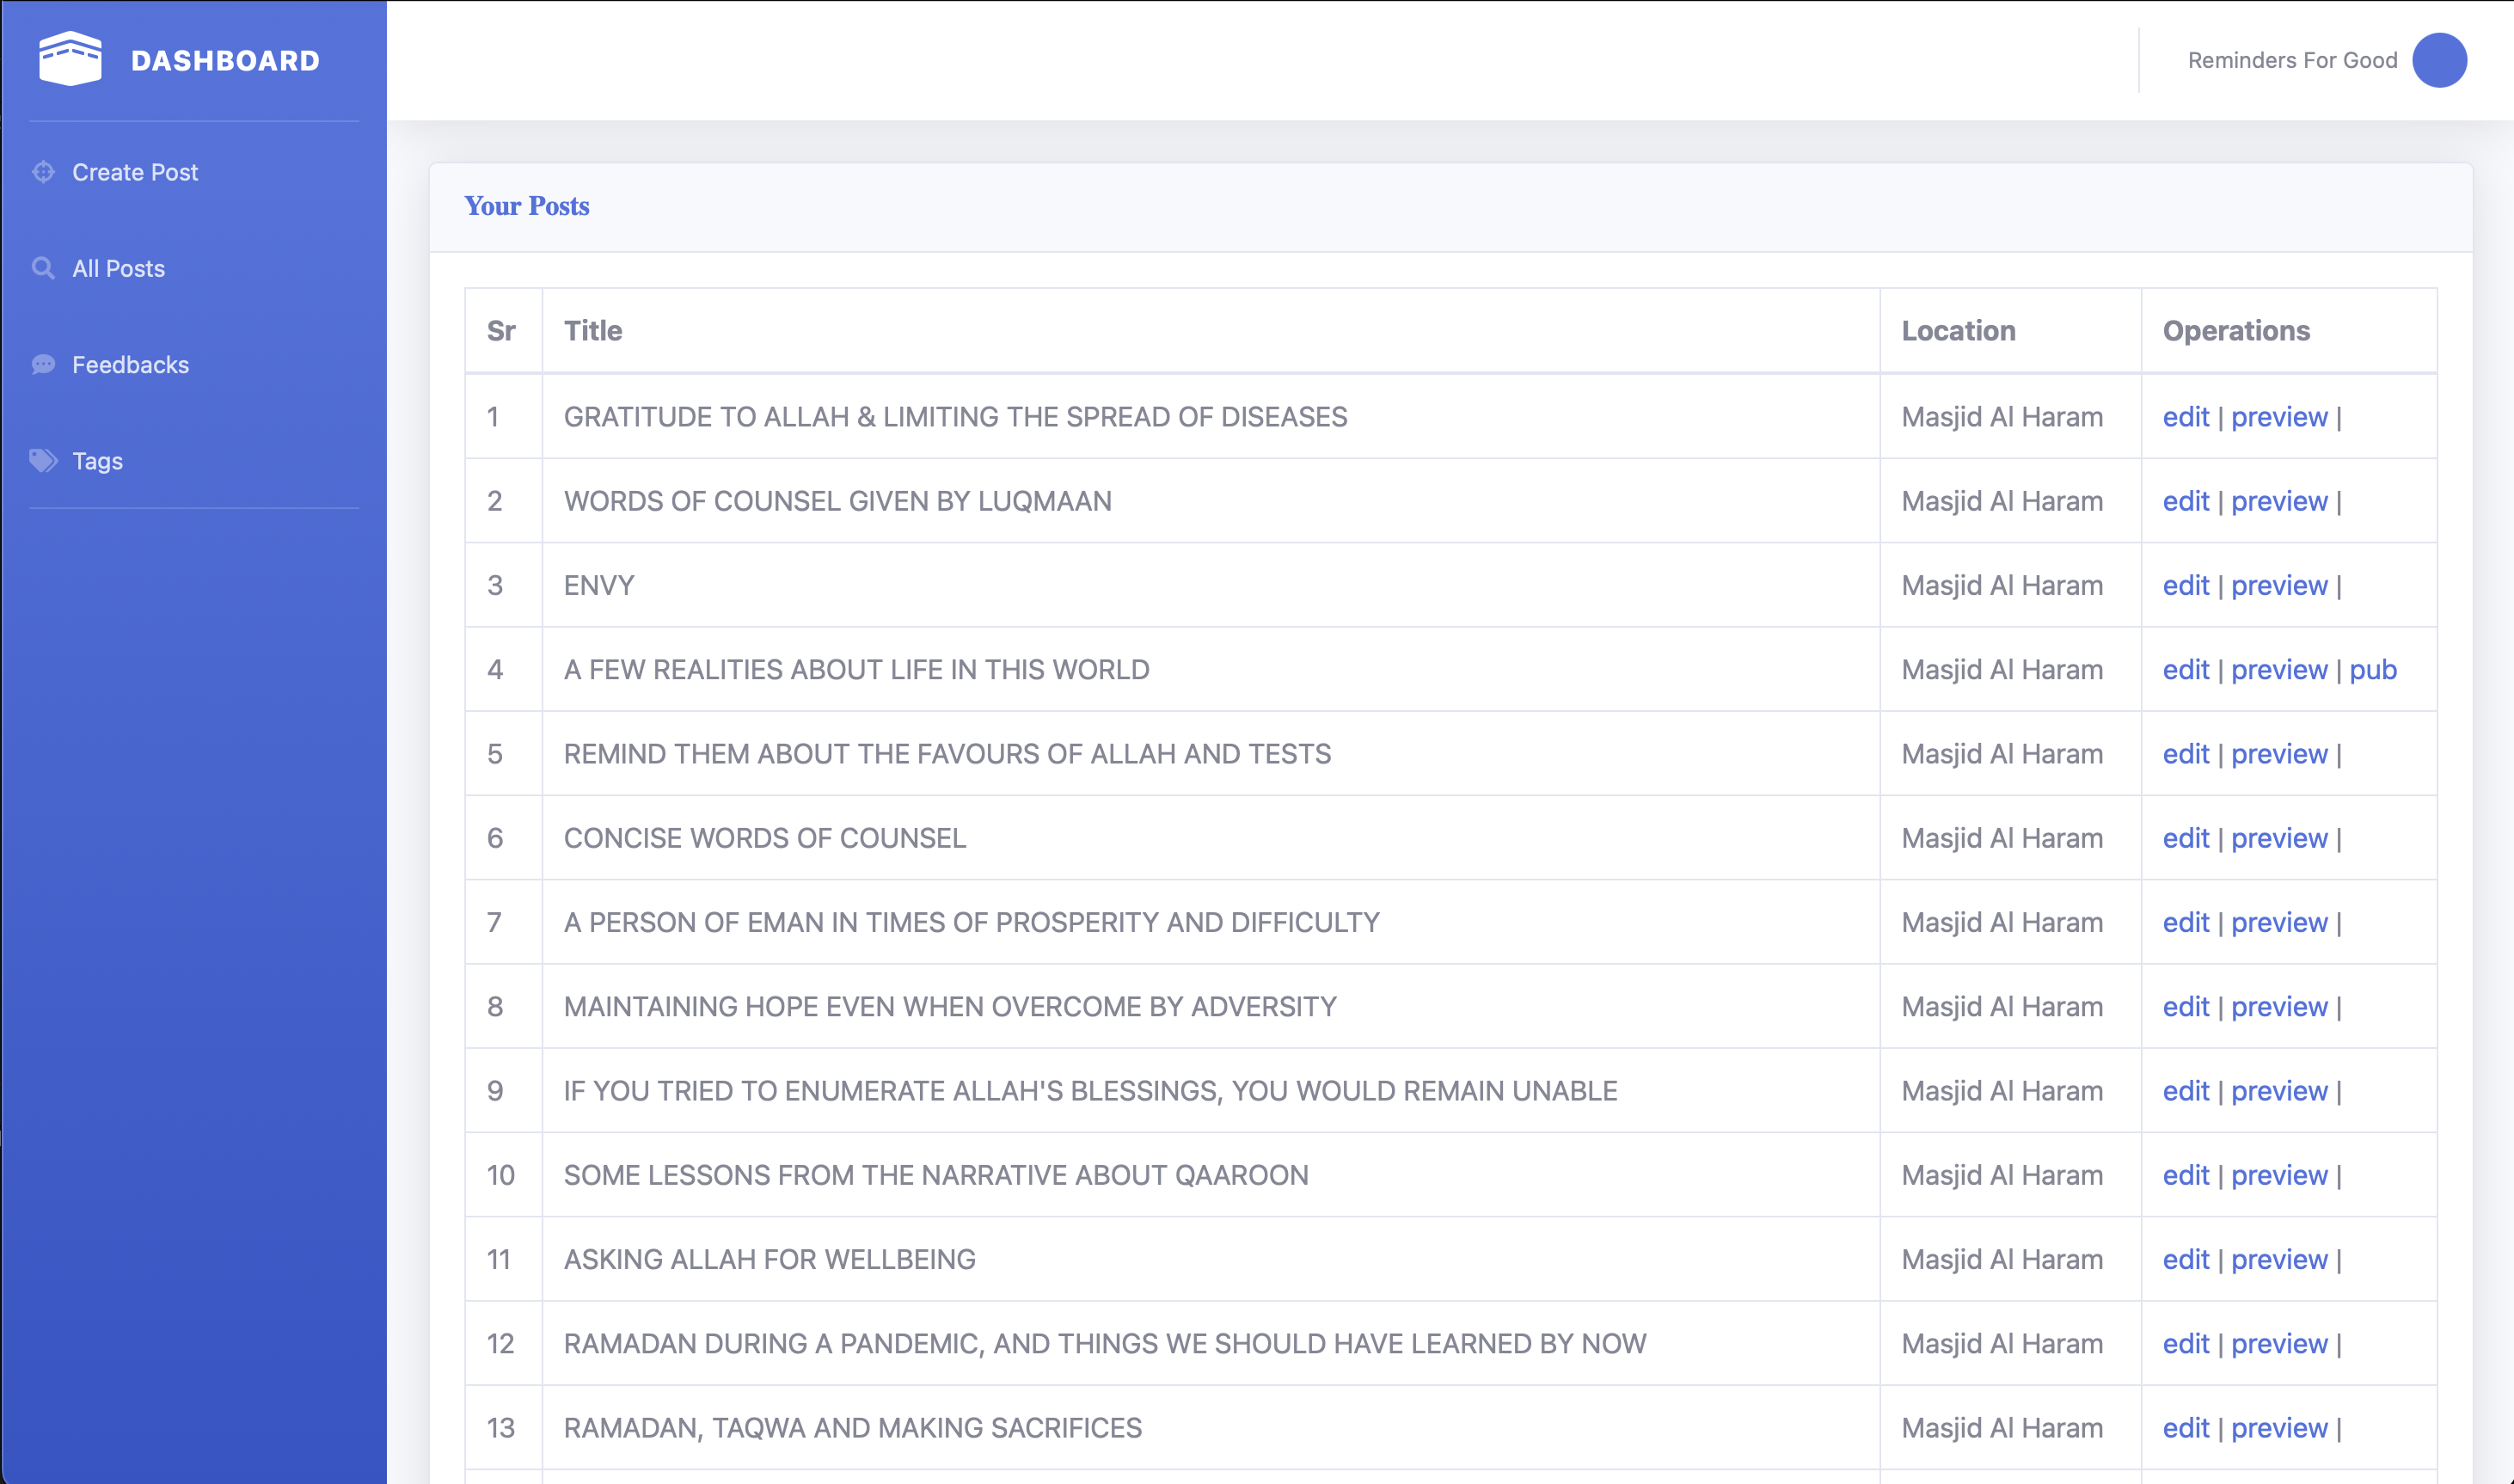 DASHBOARD
Reminders For Good
Create Post
All Posts
Feedbacks
Tags
Your Posts
Sr Title Location Operations
1 GRATITUDE TO ALLAH & LIMITING THE SPREAD OF DISEASES Masjid Al Haram edit | preview |
2 WORDS OF COUNSEL GIVEN BY LUQMAAN Masjid Al Haram edit | preview |
3 ENVY Masjid Al Haram edit | preview |
4 A FEW REALITIES ABOUT LIFE IN THIS WORLD Masjid Al Haram edit | preview | pub
5 REMIND THEM ABOUT THE FAVOURS OF ALLAH AND TESTS Masjid Al Haram edit | preview |
6 CONCISE WORDS OF COUNSEL Masjid Al Haram edit | preview |
7 A PERSON OF EMAN IN TIMES OF PROSPERITY AND DIFFICULTY Masjid Al Haram edit | preview |
8 MAINTAINING HOPE EVEN WHEN OVERCOME BY ADVERSITY Masjid Al Haram edit | preview |
9 IF YOU TRIED TO ENUMERATE ALLAH'S BLESSINGS, YOU WOULD REMAIN UNABLE Masjid Al Haram edit | preview |
10 SOME LESSONS FROM THE NARRATIVE ABOUT QAAROON Masjid Al Haram edit | preview |
11 ASKING ALLAH FOR WELLBEING Masjid Al Haram edit | preview |
12 RAMADAN DURING A PANDEMIC, AND THINGS WE SHOULD HAVE LEARNED BY NOW Masjid Al Haram edit | preview |
13 RAMADAN, TAQWA AND MAKING SACRIFICES Masjid Al Haram edit | preview |